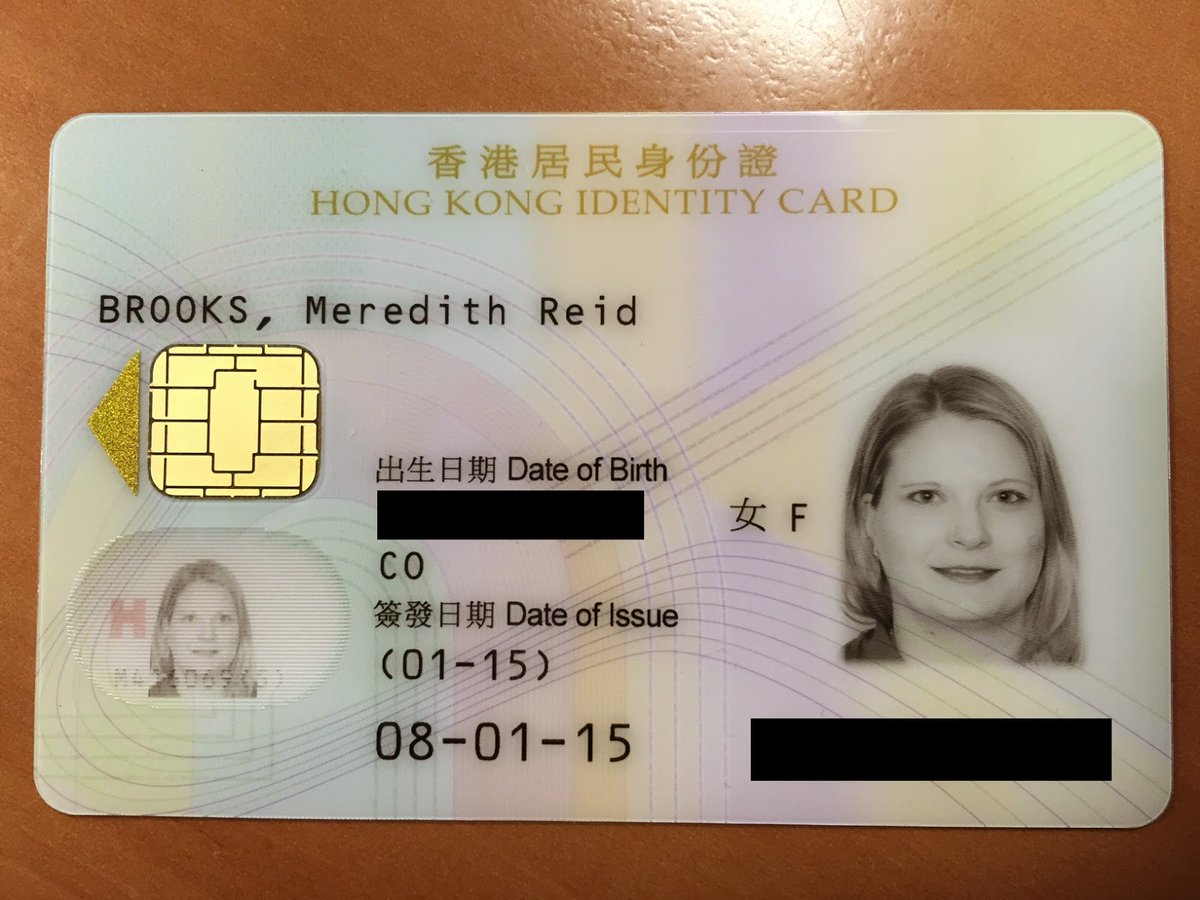 香港居民身份證
HONG KONG IDENTITY CARD
BROOKS, Meredith Reid
出生日期 Date of Birth
女 F
CO
簽發日期 Date of Issue
H
(01-15)
08-01-15